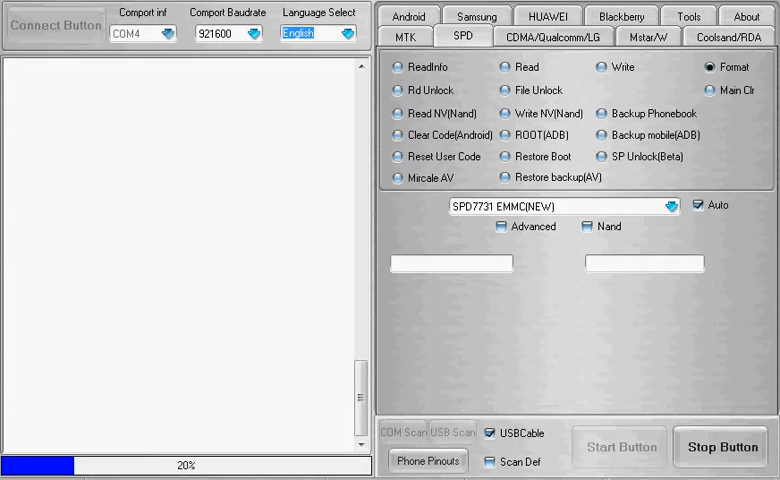 Connect Button
Comport inf
Comport Baudrate
Language Select
COM4
921600
English
20%
Android
Samsung
HUAWEI
Blackberry
Tools
About
MTK
SPD
CDMA/Qualcomm/LG
Mstar/W
Coolsand/RDA
ReadInfo
Read
Write
Format
Rd Unlock
File Unlock
Main Clr
Read NV(Nand)
Write NV(Nand)
Backup Phonebook
Clear Code(Android)
ROOT(ADB)
Backup mobile(ADB)
Reset User Code
Restore Boot
SP Unlock(Beta)
Mircale AV
Restore backup(AV)
SPD7731 EMMC(NEW)
Auto
Advanced
Nand
COM Scan
USB Scan
USBCable
Start Button
Stop Button
Phone Pinouts
Scan Def